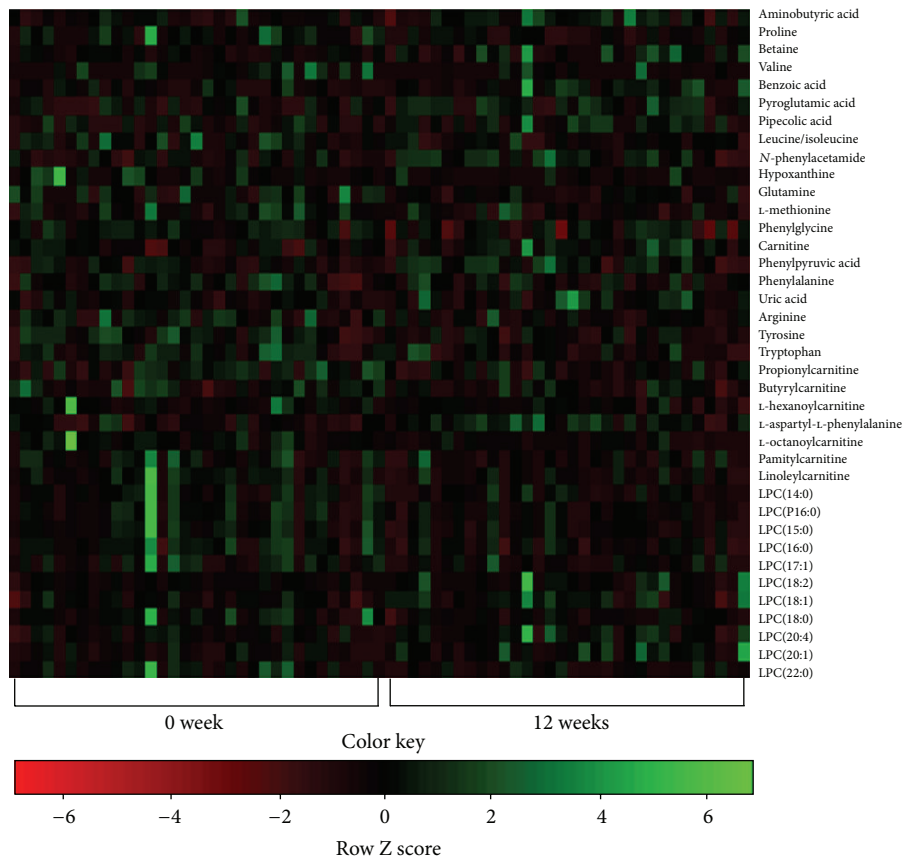 Aminobutyric acid
Proline
Betaine
Valine
Benzoic acid
Pyroglutamic acid
Pipecolic acid
Leucine/isoleucine
N-phenylacetamide
Hypoxanthine
Glutamine
L-methionine
Phenylglycine
Carnitine
Phenylpyruvic acid
Phenylalanine
Uric acid
Arginine
Tyrosine
Tryptophan
Propionylcarnitine
Butyrylcarnitine
L-hexanoylcarnitine
L-aspartyl-L-phenylalanine
L-octanoylcarnitine
Pamitylcarnitine
Linoleylcarnitine
LPC(14:0)
LPC(P16:0)
LPC(15:0)
LPC(16:0)
LPC(17:1)
LPC(18:2)
LPC(18:1)
LPC(18:0)
LPC(20:4)
LPC(20:1)
LPC(22:0)
0 week 12 weeks
Color key
−6 −4 −2 0 2 4 6
Row Z score